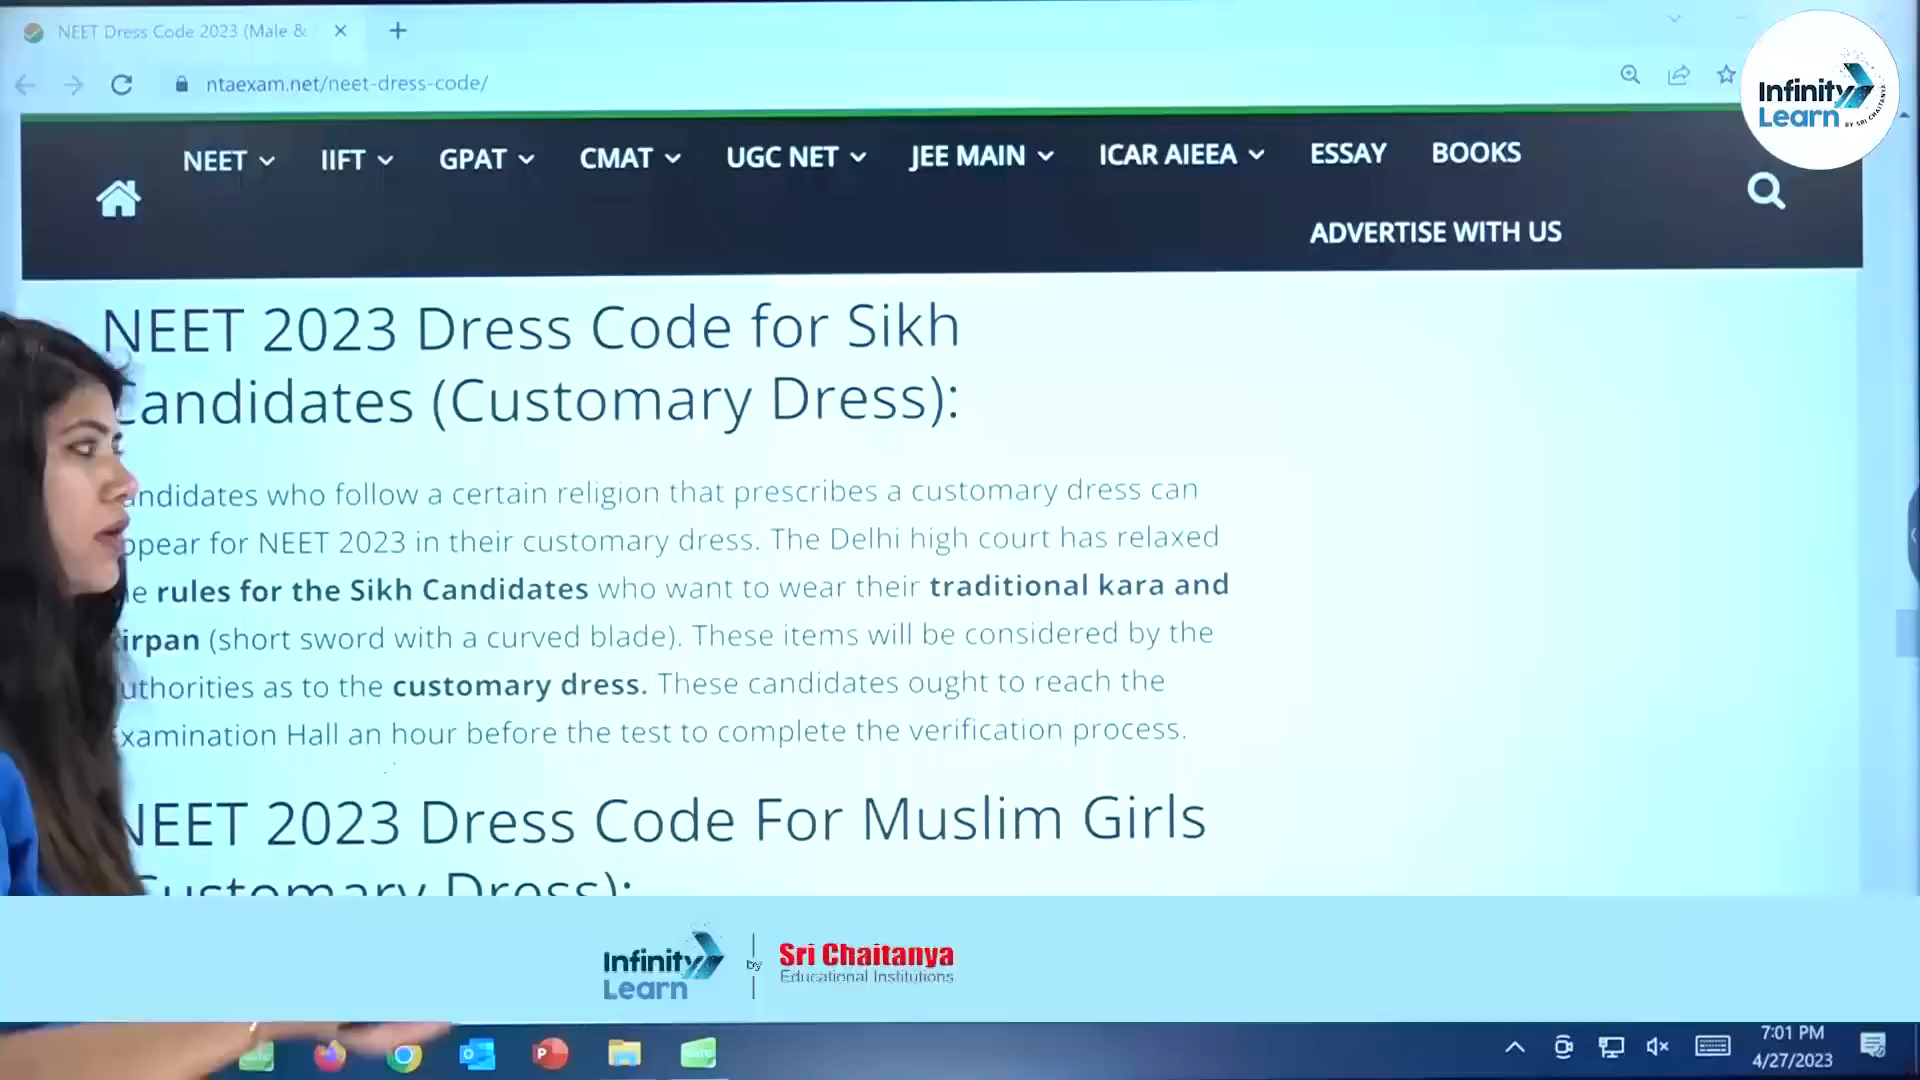 NEET Dress Code 2023 (Male &
ntaexam.net/neet-dress-code/
Infinity
Learn
BY SRI CHAITANYA
NEET IIFT GPAT CMAT UGC NET JEE MAIN ICAR AIEEA ESSAY BOOKS
ADVERTISE WITH US
NEET 2023 Dress Code for Sikh
Candidates (Customary Dress):
andidates who follow a certain religion that prescribes a customary dress can
ppear for NEET 2023 in their customary dress. The Delhi high court has relaxed
e rules for the Sikh Candidates who want to wear their traditional kara and
irpan (short sword with a curved blade). These items will be considered by the
uthorities as to the customary dress. These candidates ought to reach the
xamination Hall an hour before the test to complete the verification process.
NEET 2023 Dress Code For Muslim Girls
(Customary Dress):
Infinity
Learn
by
Sri Chaitanya
Educational Institutions
7:01 PM
4/27/2023